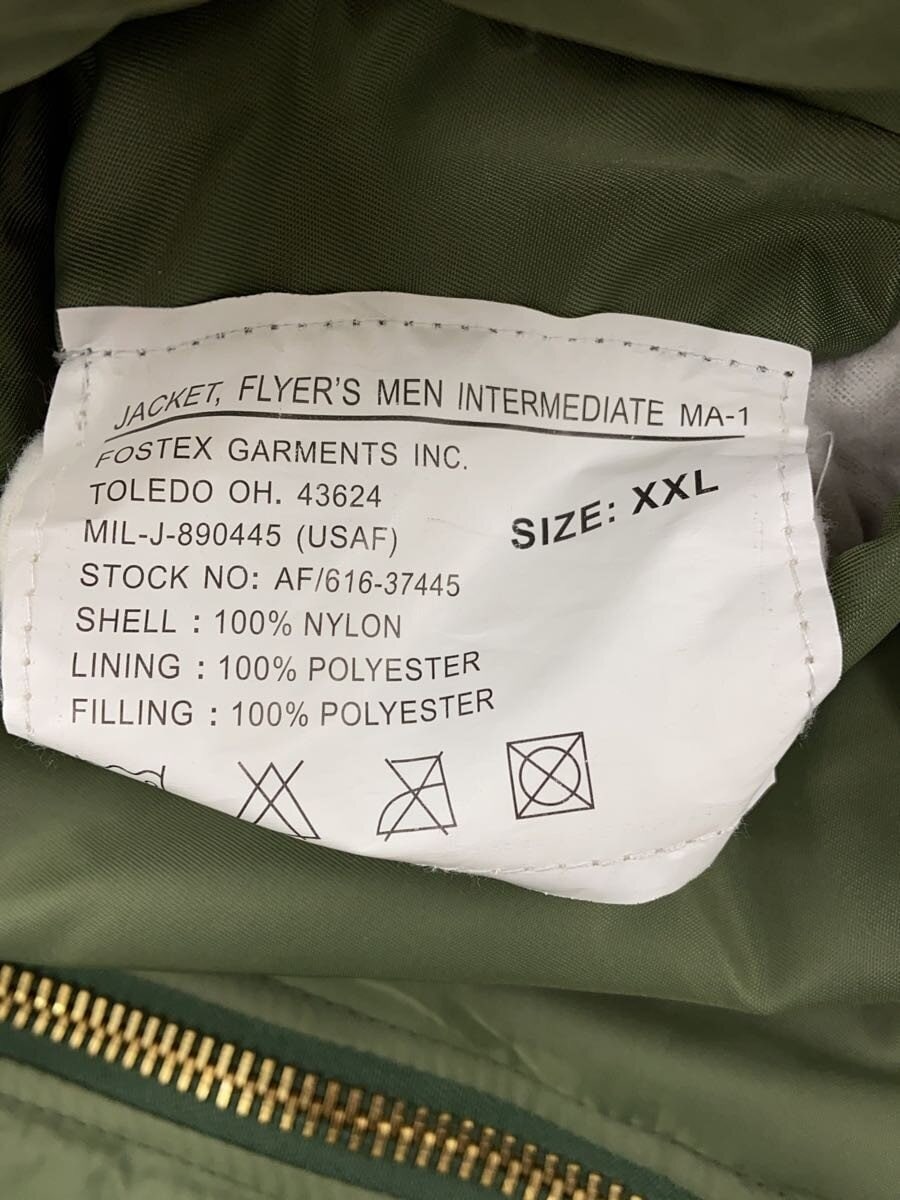 JACKET, FLYER'S MEN INTERMEDIATE MA-1
FOSTEX GARMENTS INC.
TOLEDO OH. 43624
MIL-J-890445 (USAF)
SIZE: XXL
STOCK NO: AF/616-37445
SHELL : 100% NYLON
LINING : 100% POLYESTER
FILLING : 100% POLYESTER